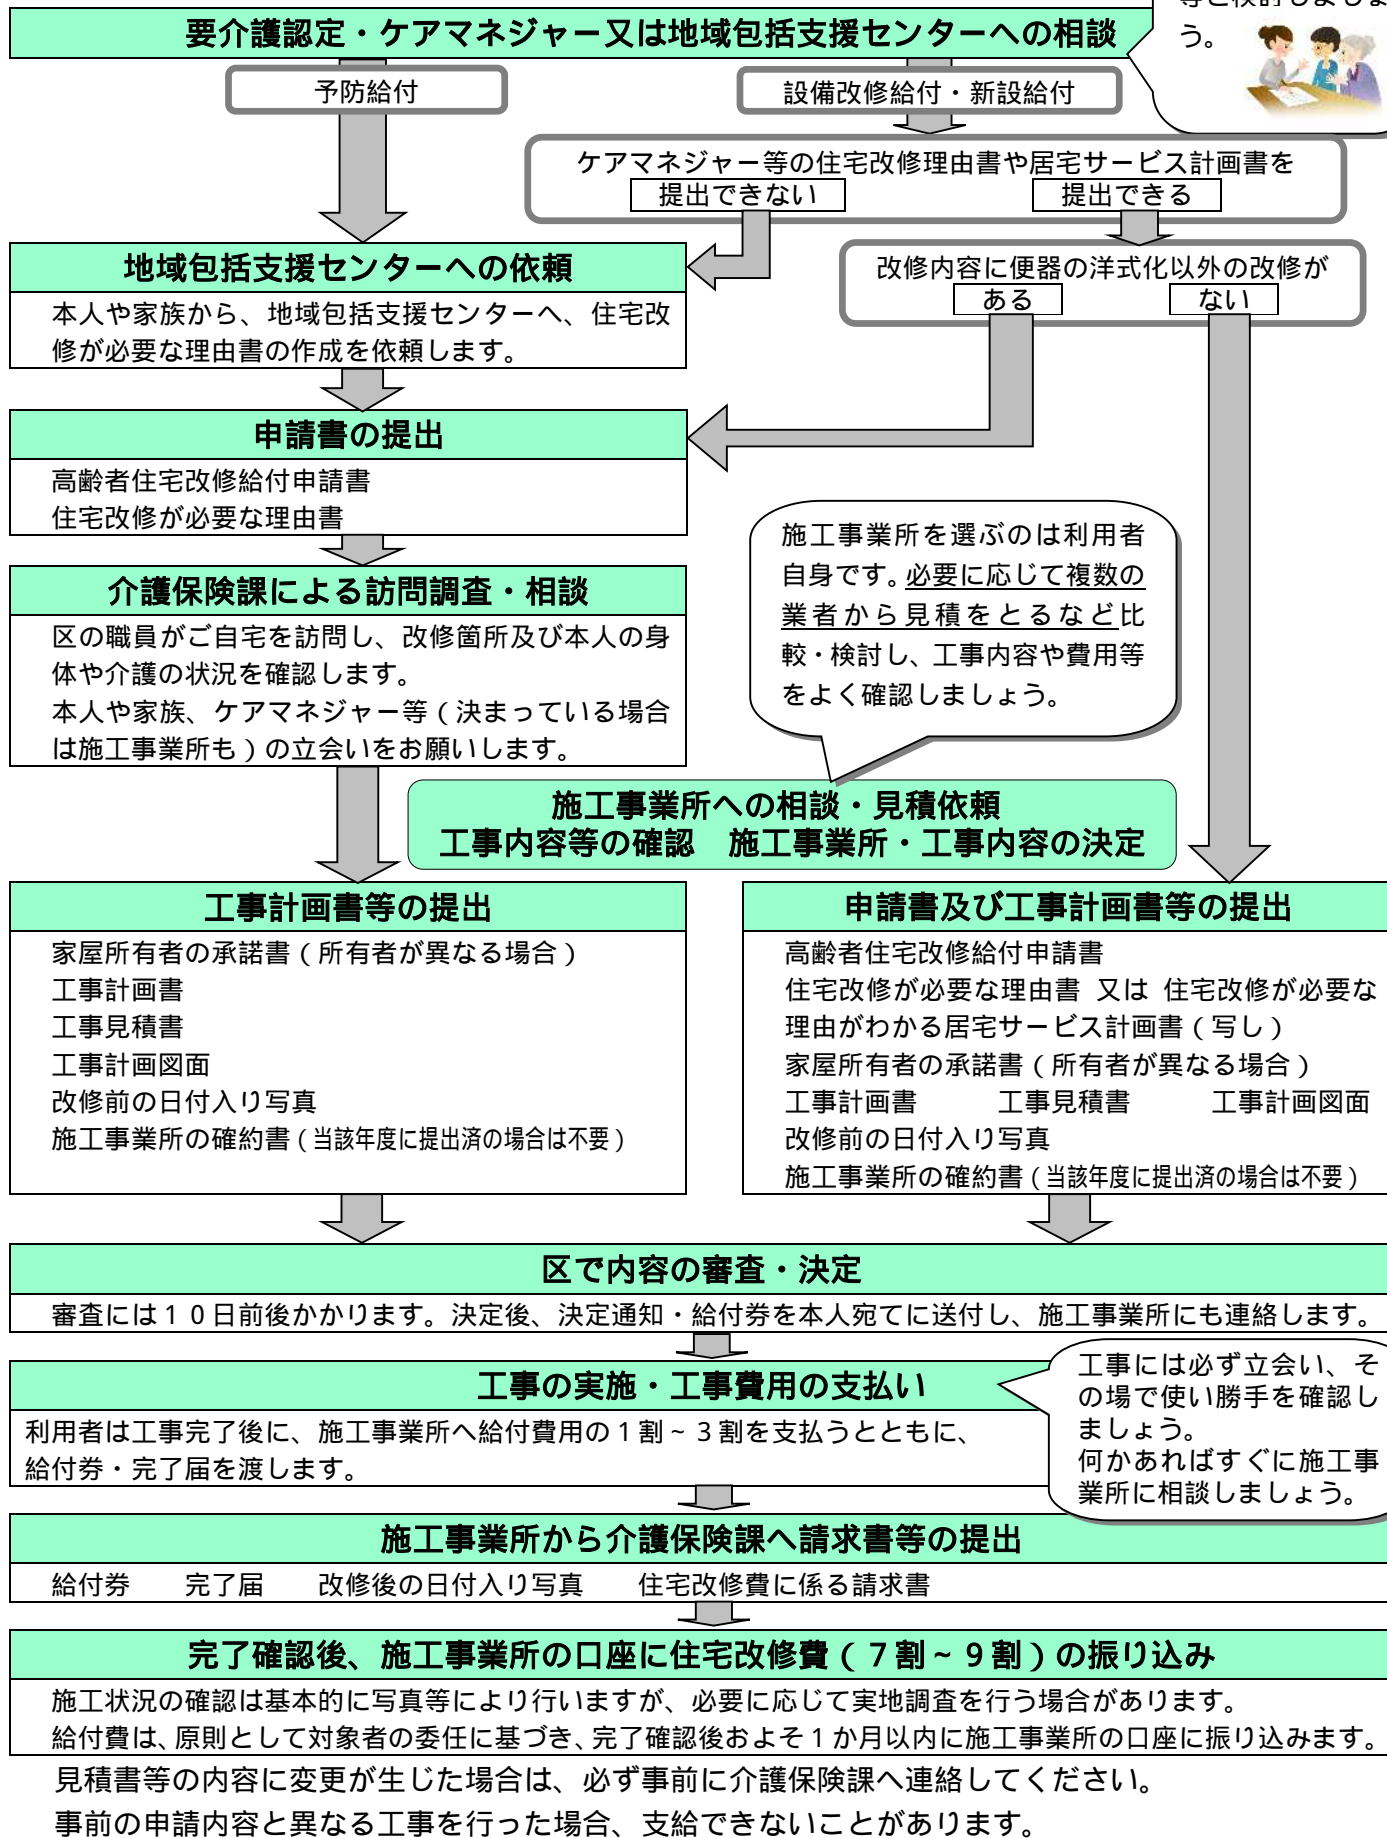 等と検討しましょ
う。
要介護認定・ケアマネジャー又は地域包括支援センターへの相談
予防給付
設備改修給付・新設給付
ケアマネジャー等の住宅改修理由書や居宅サービス計画書を
提出できない
提出できる
地域包括支援センターへの依頼
本人や家族から、地域包括支援センターへ、住宅改
修が必要な理由書の作成を依頼します。
改修内容に便器の洋式化以外の改修が
ある
ない
申請書の提出
高齢者住宅改修給付申請書
住宅改修が必要な理由書
介護保険課による訪問調査・相談
区の職員がご自宅を訪問し、改修箇所及び本人の身
体や介護の状況を確認します。
本人や家族、ケアマネジャー等（決まっている場合
は施工事業所も）の立会いをお願いします。
施工事業所を選ぶのは利用者
自身です。必要に応じて複数の
業者から見積をとるなど比
較・検討し、工事内容や費用等
をよく確認しましょう。
施工事業所への相談・見積依頼
工事内容等の確認　施工事業所・工事内容の決定
工事計画書等の提出
家屋所有者の承諾書（所有者が異なる場合）
工事計画書
工事見積書
工事計画図面
改修前の日付入り写真
施工事業所の確約書（当該年度に提出済の場合は不要）
申請書及び工事計画書等の提出
高齢者住宅改修給付申請書
住宅改修が必要な理由書 又は 住宅改修が必要な
理由がわかる居宅サービス計画書（写し）
家屋所有者の承諾書（所有者が異なる場合）
工事計画書　　　工事見積書　　　工事計画図面
改修前の日付入り写真
施工事業所の確約書（当該年度に提出済の場合は不要）
区で内容の審査・決定
審査には１０日前後かかります。決定後、決定通知・給付券を本人宛てに送付し、施工事業所にも連絡します。
工事の実施・工事費用の支払い
利用者は工事完了後に、施工事業所へ給付費用の１割～３割を支払うとともに、
給付券・完了届を渡します。
工事には必ず立会い、そ
の場で使い勝手を確認し
ましょう。
何かあればすぐに施工事
業所に相談しましょう。
施工事業所から介護保険課へ請求書等の提出
給付券　　完了届　　改修後の日付入り写真　　住宅改修費に係る請求書
完了確認後、施工事業所の口座に住宅改修費（７割～９割）の振り込み
施工状況の確認は基本的に写真等により行いますが、必要に応じて実地調査を行う場合があります。
給付費は、原則として対象者の委任に基づき、完了確認後およそ１か月以内に施工事業所の口座に振り込みます。
見積書等の内容に変更が生じた場合は、必ず事前に介護保険課へ連絡してください。
事前の申請内容と異なる工事を行った場合、支給できないことがあります。